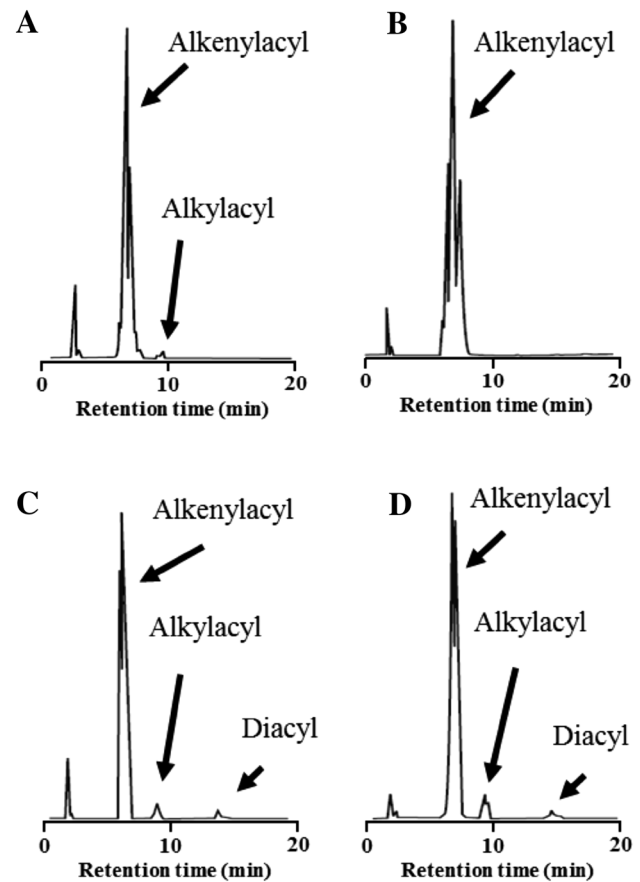 A
Alkenylacyl
Alkylacyl
0 10 20
Retention time (min)
B
Alkenylacyl
0 10 20
Retention time (min)
C
Alkenylacyl
Alkylacyl
Diacyl
0 10 20
Retention time (min)
D
Alkenylacyl
Alkylacyl
Diacyl
0 10 20
Retention time (min)